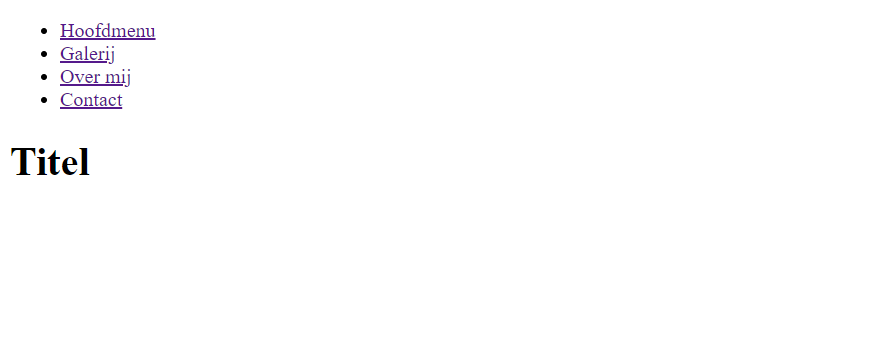 Hoofdmenu
Galerij
Over mij
Contact
Titel